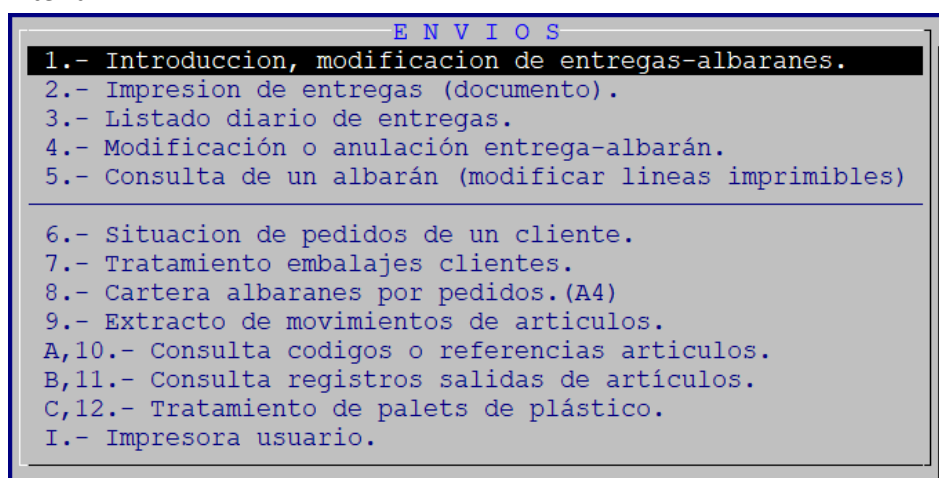 E N V I O S
1.- Introduccion, modificacion de entregas-albaranes.
2.- Impresion de entregas (documento).
3.- Listado diario de entregas.
4.- Modificación o anulación entrega-albarán.
5.- Consulta de un albarán (modificar lineas imprimibles)
6.- Situacion de pedidos de un cliente.
7.- Tratamiento embalajes clientes.
8.- Cartera albaranes por pedidos.(A4)
9.- Extracto de movimientos de articulos.
A,10.- Consulta codigos o referencias articulos.
B,11.- Consulta registros salidas de artículos.
C,12.- Tratamiento de palets de plástico.
I.- Impresora usuario.